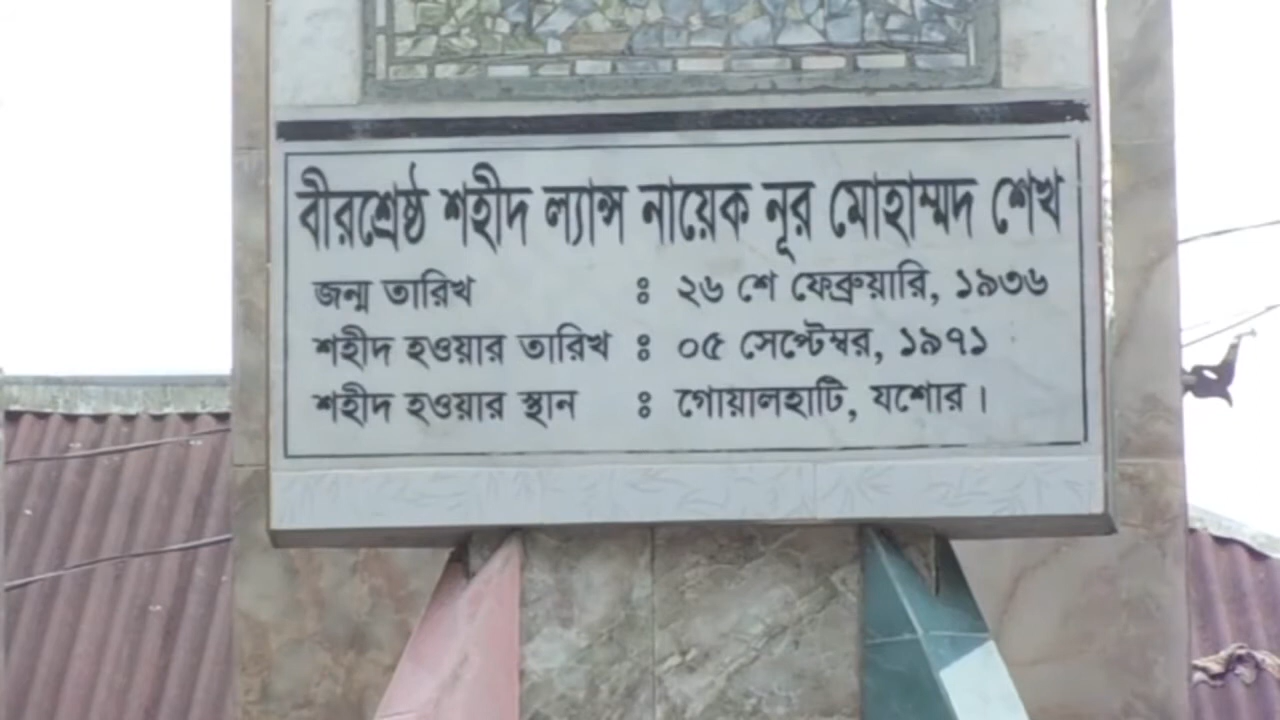 বীরশ্রেষ্ঠ শহীদ ল্যান্স নায়েক নূর মোহাম্মদ শেখ
জন্ম তারিখ : ২৬ শে ফেব্রুয়ারি, ১৯৩৬
শহীদ হওয়ার তারিখ : ০৫ সেপ্টেম্বর, ১৯৭১
শহীদ হওয়ার স্থান : গোয়ালহাটি, যশোর।